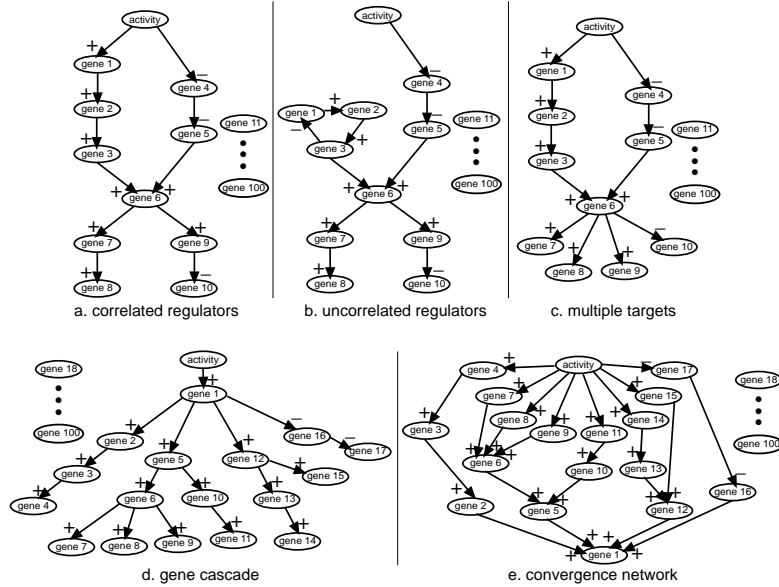 activity
+
gene 1
−
+
gene 4
gene 2
−
+
gene 5
gene 11
gene 3
gene 100
+ +
gene 6
+ +
gene 7 gene 9
+ −
gene 8 gene 10
a. correlated regulators
activity
−
gene 4
gene 1 + gene 2
−
− + gene 5
gene 11
gene 3
gene 100
+ +
gene 6
+ +
gene 7 gene 9
+ −
gene 8 gene 10
b. uncorrelated regulators
activity
+
gene 1
−
+
gene 4
gene 2
−
+
gene 5
gene 11
gene 3
gene 100
+ +
gene 6
+ −
gene 7 gene 10
+ +
gene 8 gene 9
c. multiple targets
activity
gene 18
gene 100
+
gene 1
+ + + −
gene 2 gene 16
−
gene 17
+
gene 3 gene 5 gene 12
+
gene 15
+
gene 4
+ + +
gene 6 gene 10 gene 13
+ + + + +
gene 7 gene 8 gene 9 gene 11 gene 14
d. gene cascade
activity
+ −
gene 4 gene 17
gene 18
+ +
gene 7 gene 15
+ + + +
gene 8 gene 9 gene 11 gene 14
+
gene 3
gene 100
+ + +
gene 6
+
gene 10
+
gene 13
−
gene 16
+
gene 2
+ +
gene 5
+ +
gene 12
+ + + + +
gene 1
e. convergence network